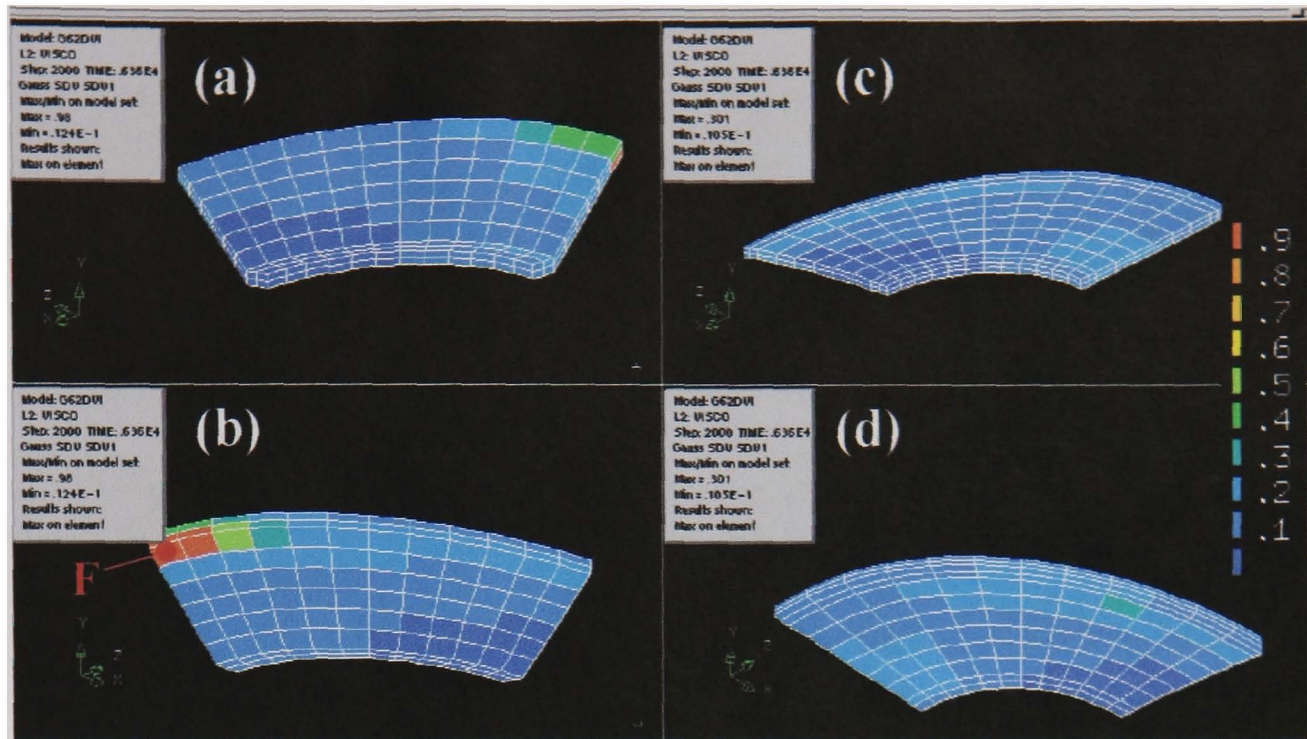 Model: G62DVI
L2: VISCO
Step: 2000 TIME: .636E4
Gauss SDV SDV1
Max/Min on model set:
Max = .98
Min = .124E-1
Results shown:
Max on element
(a)
Y
Z
X
Model: G62DVI
L2: VISCO
Step: 2000 TIME: .636E4
Gauss SDV SDV1
Max/Min on model set:
Max = .301
Min = .105E-1
Results shown:
Max on element
(c)
Y
Z
X
.9
.8
.7
.6
.5
.4
.3
.2
.1
Model: G62DVI
L2: VISCO
Step: 2000 TIME: .636E4
Gauss SDV SDV1
Max/Min on model set:
Max = .98
Min = .124E-1
Results shown:
Max on element
(b)
F
Y
Z
X
Model: G62DVI
L2: VISCO
Step: 2000 TIME: .636E4
Gauss SDV SDV1
Max/Min on model set:
Max = .301
Min = .105E-1
Results shown:
Max on element
(d)
Y
Z
X